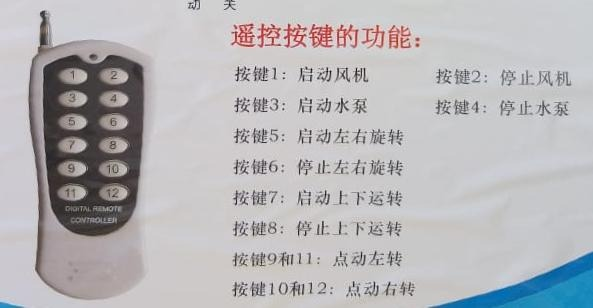 动 关
遥控按键的功能：
按键1：启动风机 按键2：停止风机
按键3：启动水泵 按键4：停止水泵
按键5：启动左右旋转
按键6：停止左右旋转
按键7：启动上下运转
按键8：停止上下运转
按键9和11：点动左转
按键10和12：点动右转
1 2
3 4
5 6
7 8
9 10
11 12
DIGITAL REMOTE
CONTROLLER